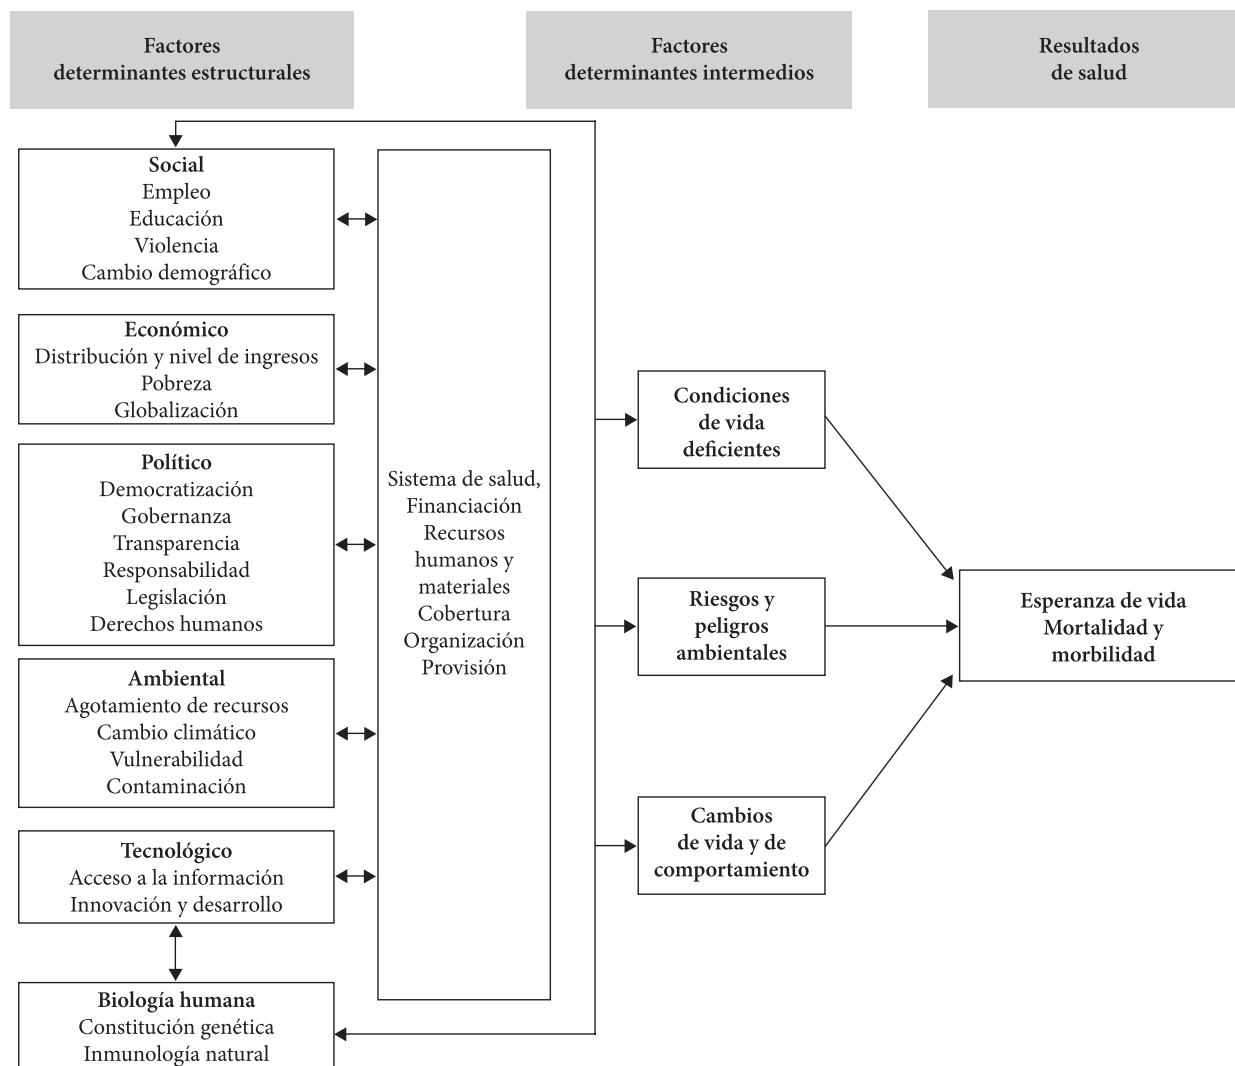 Factores
determinantes estructurales
Factores
determinantes intermedios
Resultados
de salud
Social
Empleo
Educación
Violencia
Cambio demográfico
Económico
Distribución y nivel de ingresos
Pobreza
Globalización
Político
Democratización
Gobernanza
Transparencia
Responsabilidad
Legislación
Derechos humanos
Ambiental
Agotamiento de recursos
Cambio climático
Vulnerabilidad
Contaminación
Tecnológico
Acceso a la información
Innovación y desarrollo
Biología humana
Constitución genética
Inmunología natural
Sistema de salud,
Financiación
Recursos
humanos y
materiales
Cobertura
Organización
Provisión
Condiciones
de vida
deficientes
Riesgos y
peligros
ambientales
Cambios
de vida y de
comportamiento
Esperanza de vida
Mortalidad y
morbilidad